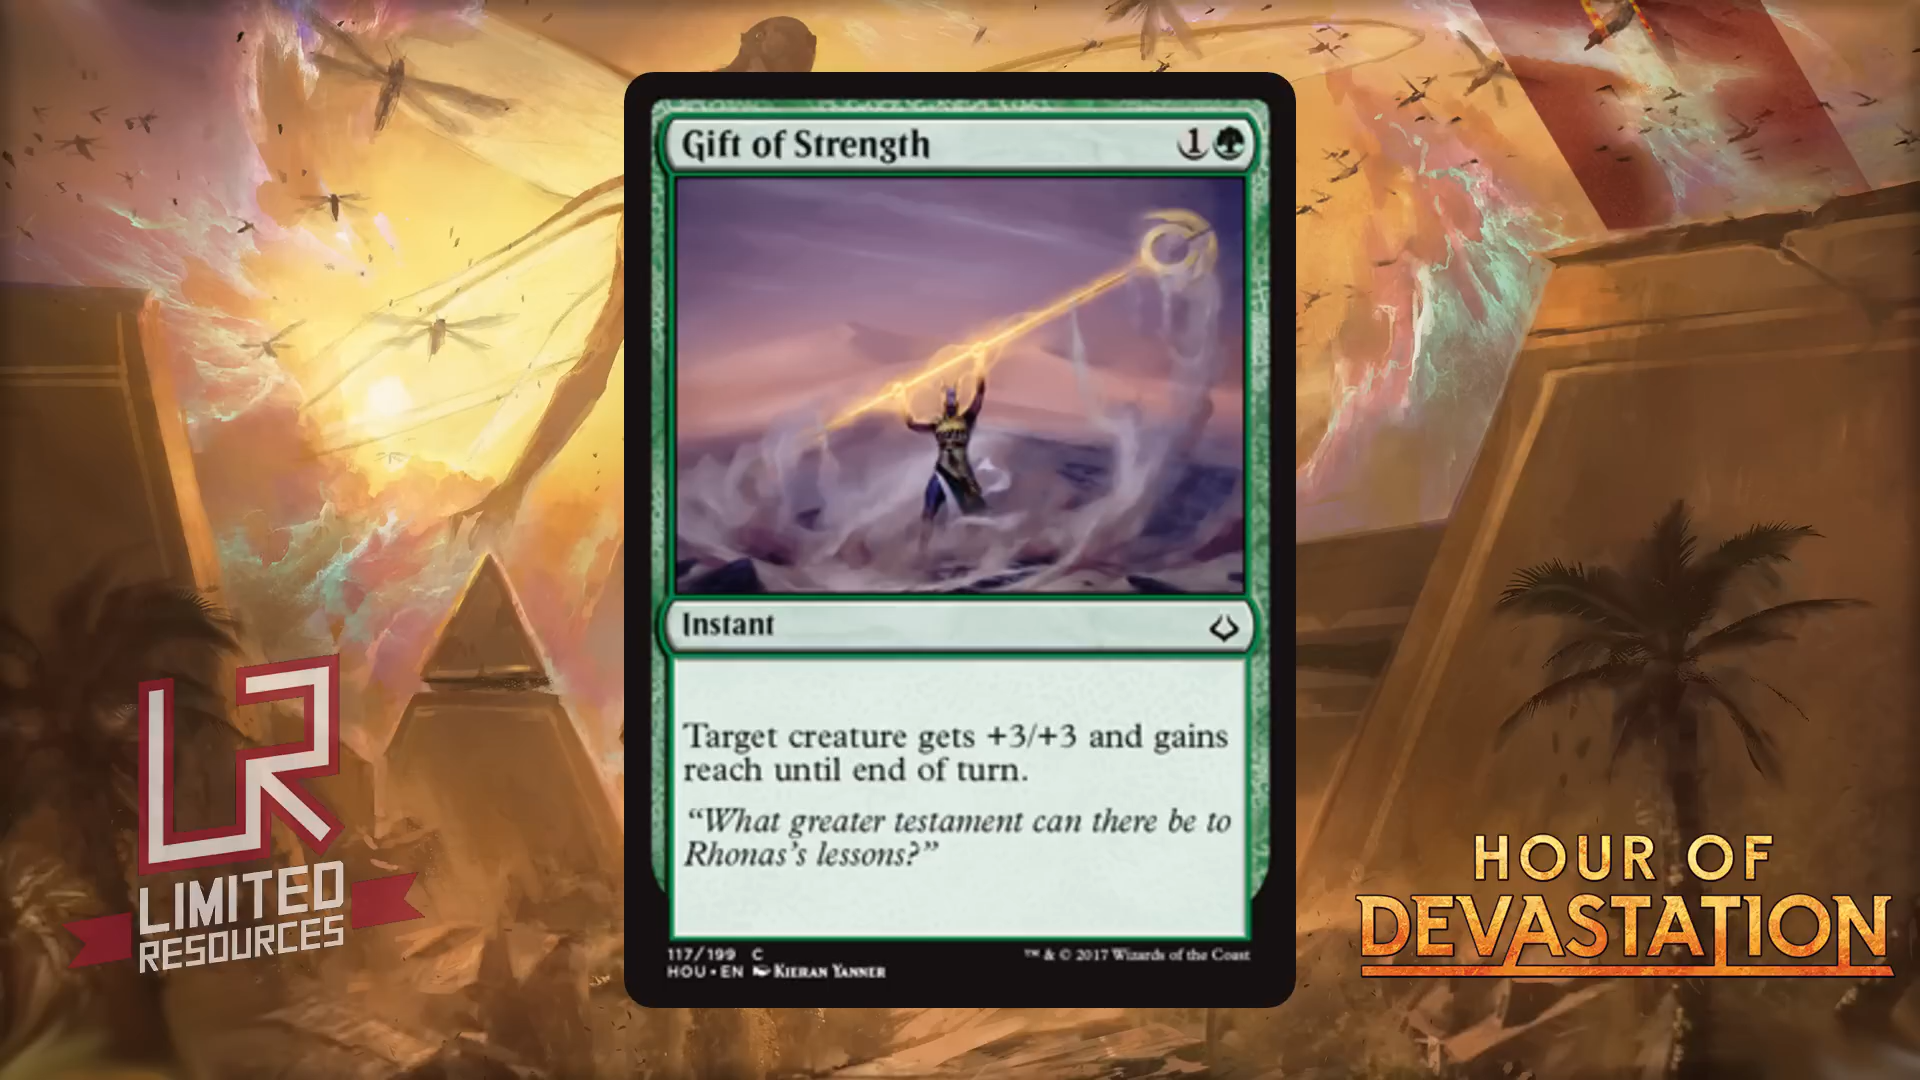 Gift of Strength 1
Instant
Target creature gets +3/+3 and gains
reach until end of turn.
“What greater testament can there be to
Rhonas’s lessons?”
117/199 C
HOU • EN KIERAN YANNER
™ & © 2017 Wizards of the Coast
LR
LIMITED
RESOURCES
HOUR OF
DEVASTATION